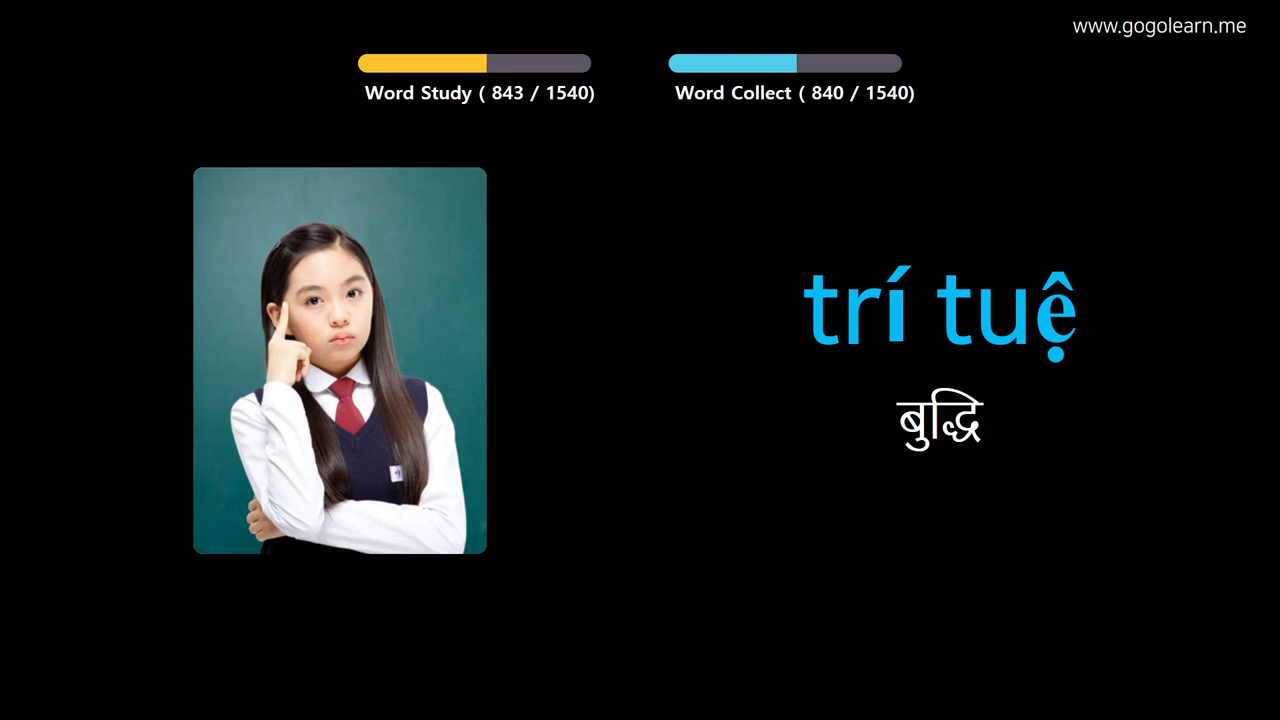 www.gogolearn.me
Word Study ( 843 / 1540)
Word Collect ( 840 / 1540)
trí tuệ
बुद्धि